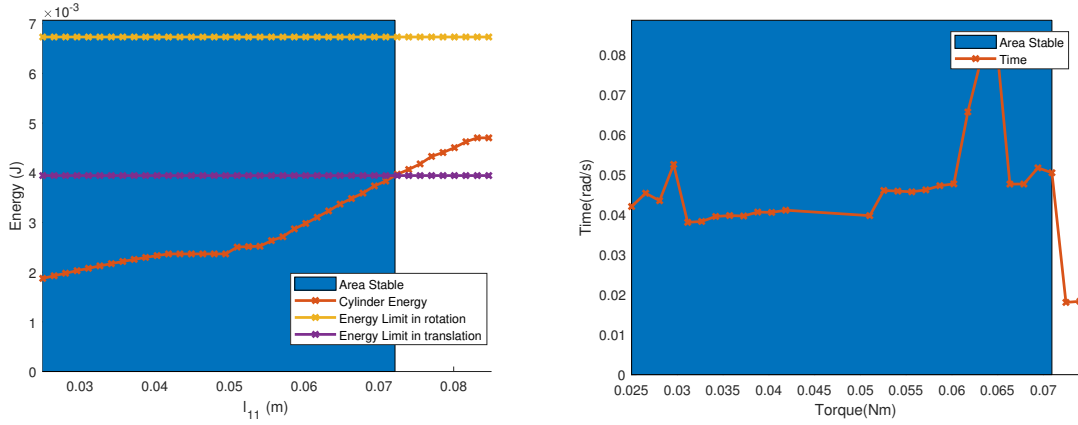 7
×10⁻³
6
5
4
3
2
1
0
Energy (J)
0.03 0.04 0.05 0.06 0.07 0.08
l₁₁ (m)
Area Stable
Cylinder Energy
Energy Limit in rotation
Energy Limit in translation
0.08
0.07
0.06
0.05
0.04
0.03
0.02
0.01
0
Time(rad/s)
0.025 0.03 0.035 0.04 0.045 0.05 0.055 0.06 0.065 0.07
Torque(Nm)
Area Stable
Time